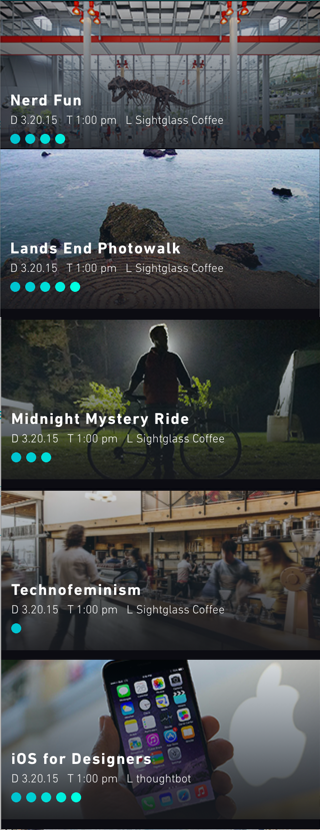 Nerd Fun
D 3.20.15 T 1:00 pm L Sightglass Coffee
Lands End Photowalk
D 3.20.15 T 1:00 pm L Sightglass Coffee
Midnight Mystery Ride
D 3.20.15 T 1:00 pm L Sightglass Coffee
Technofeminism
D 3.20.15 T 1:00 pm L Sightglass Coffee
iOS for Designers
D 3.20.15 T 1:00 pm L thoughtbot